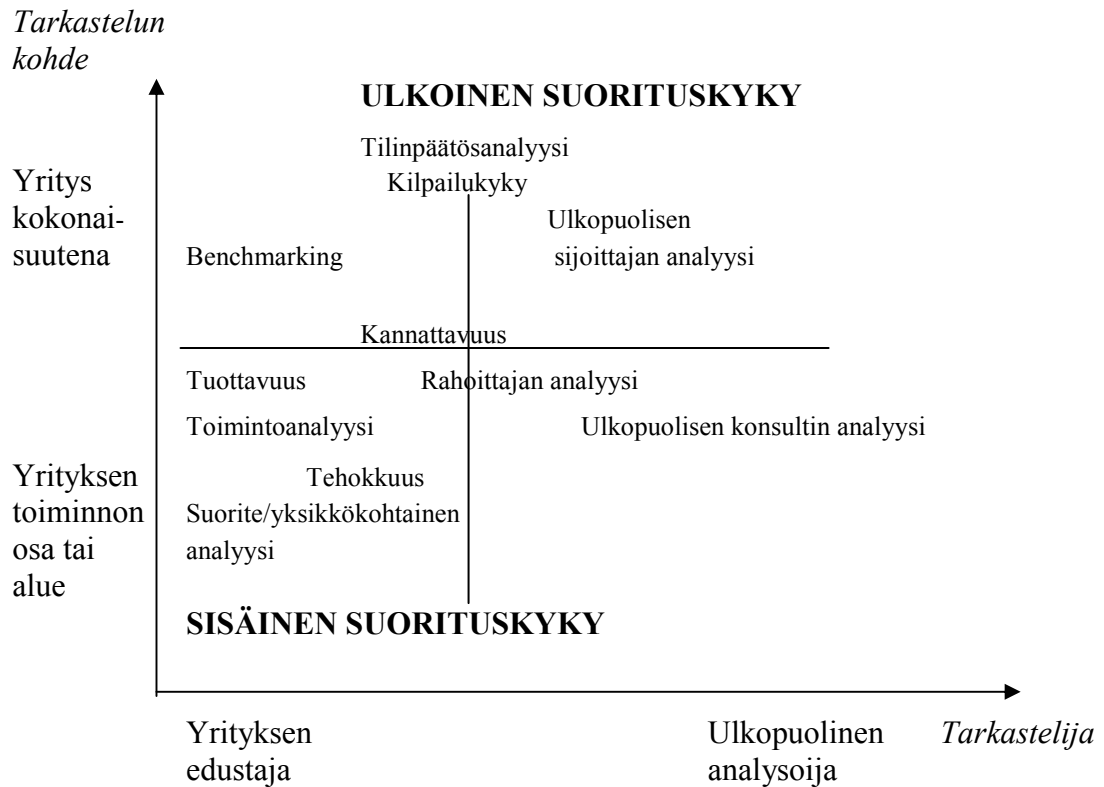 Tarkastelun
kohde
ULKOINEN SUORITUSKYKY
Tilinpäätösanalyysi
Kilpailukyky
Yritys
kokonai-
suutena
Ulkopuolisen
sijoittajan analyysi
Benchmarking
Kannattavuus
Tuottavuus
Rahoittajan analyysi
Toimintoanalyysi
Ulkopuolisen konsultin analyysi
Yrityksen
toiminnon
osa tai
alue
Tehokkuus
Suorite/yksikkökohtainen
analyysi
SISÄINEN SUORITUSKYKY
Yrityksen
edustaja
Ulkopuolinen
analysoija
Tarkastelija